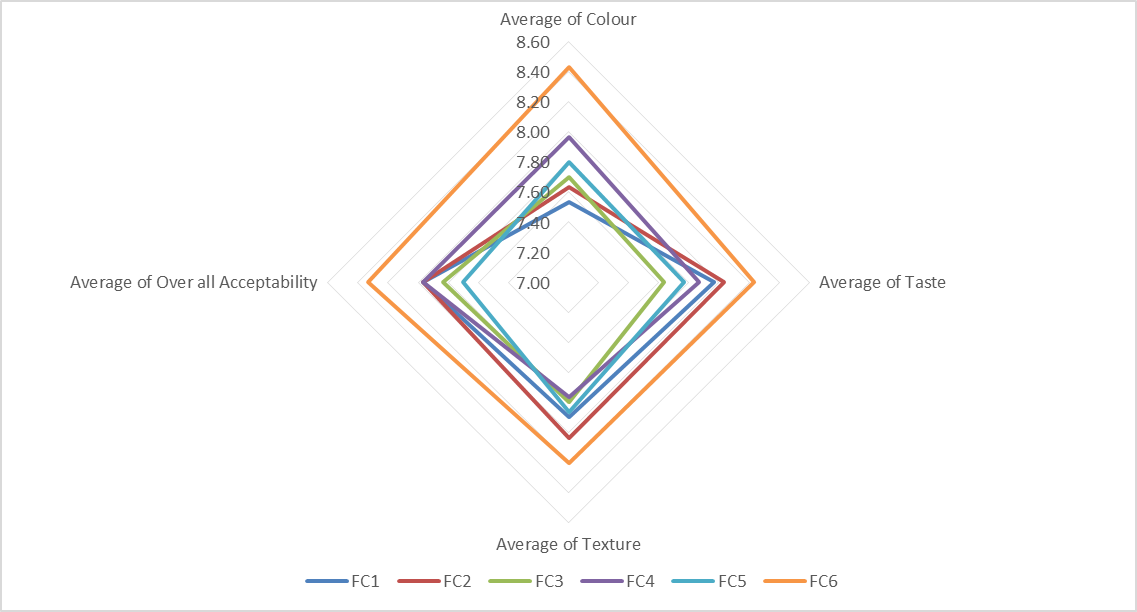 Average of Colour
8.60
8.40
8.20
8.00
7.80
7.60
7.40
7.20
7.00
Average of Over all Acceptability
Average of Taste
Average of Texture
FC1 FC2 FC3 FC4 FC5 FC6